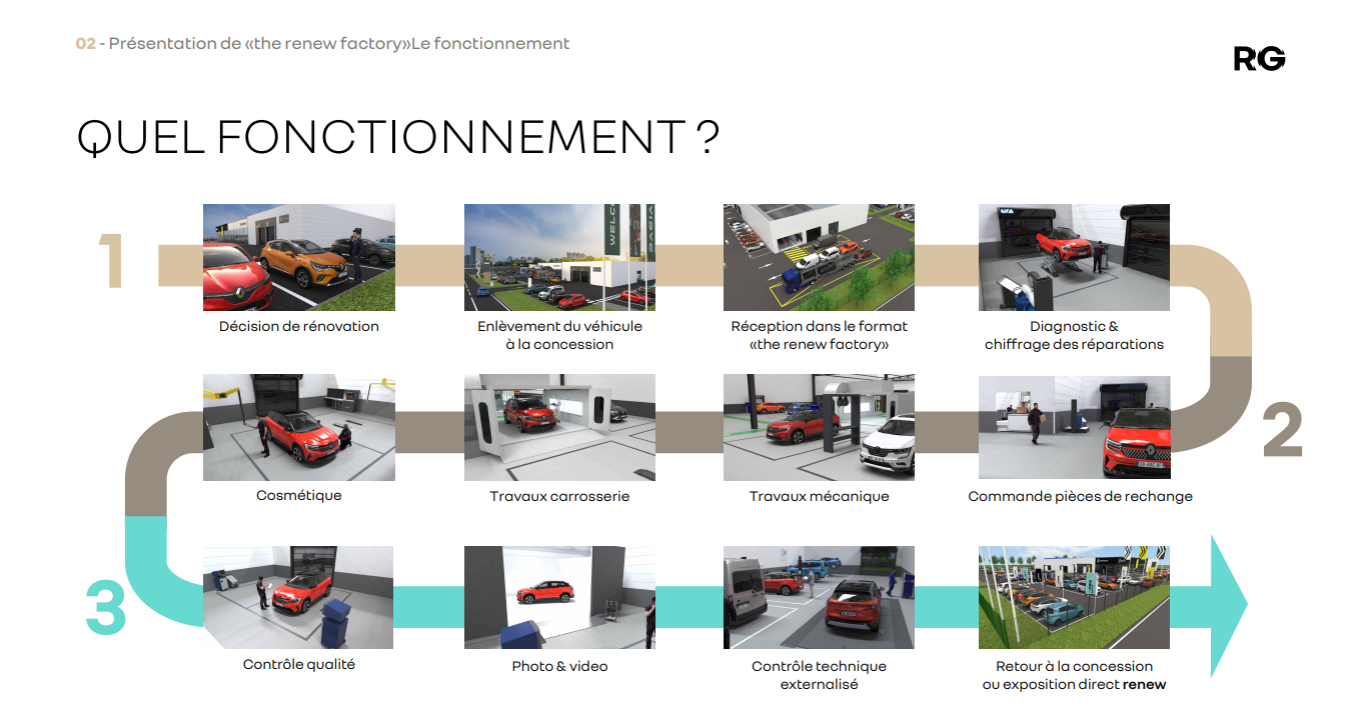 02 - Présentation de «the renew factory»Le fonctionnement
RG
QUEL FONCTIONNEMENT ?
1
Décision de rénovation
Enlèvement du véhicule
à la concession
Réception dans le format
«the renew factory»
Diagnostic &
chiffrage des réparations
2
Cosmétique
Travaux carrosserie
Travaux mécanique
Commande pièces de rechange
3
Contrôle qualité
Photo & video
Contrôle technique
externalisé
Retour à la concession
ou exposition direct renew